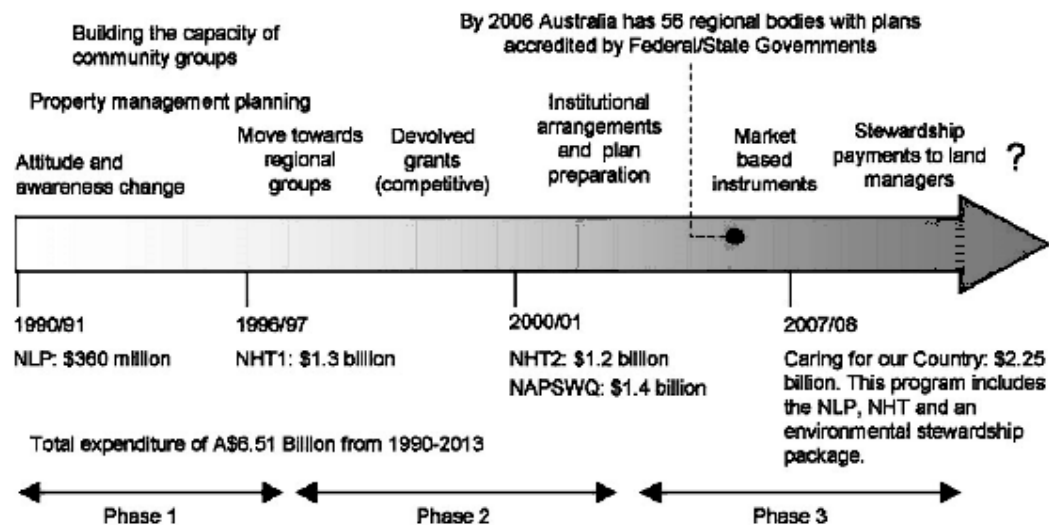 Building the capacity of
community groups
By 2006 Australia has 56 regional bodies with plans
accredited by Federal/State Governments
Property management planning
Attitude and
awareness change
Move towards
regional
groups
Devolved
grants
(competitive)
Institutional
arrangements
and plan
preparation
Market
based
instruments
Stewardship
payments to land
managers
?
1990/91
NLP: $360 million
1996/97
NHT1: $1.3 billion
2000/01
NHT2: $1.2 billion
NAPSWQ: $1.4 billion
2007/08
Caring for our Country: $2.25
billion. This program includes
the NLP, NHT and an
environmental stewardship
package.
Total expenditure of A$6.51 Billion from 1990-2013
Phase 1
Phase 2
Phase 3